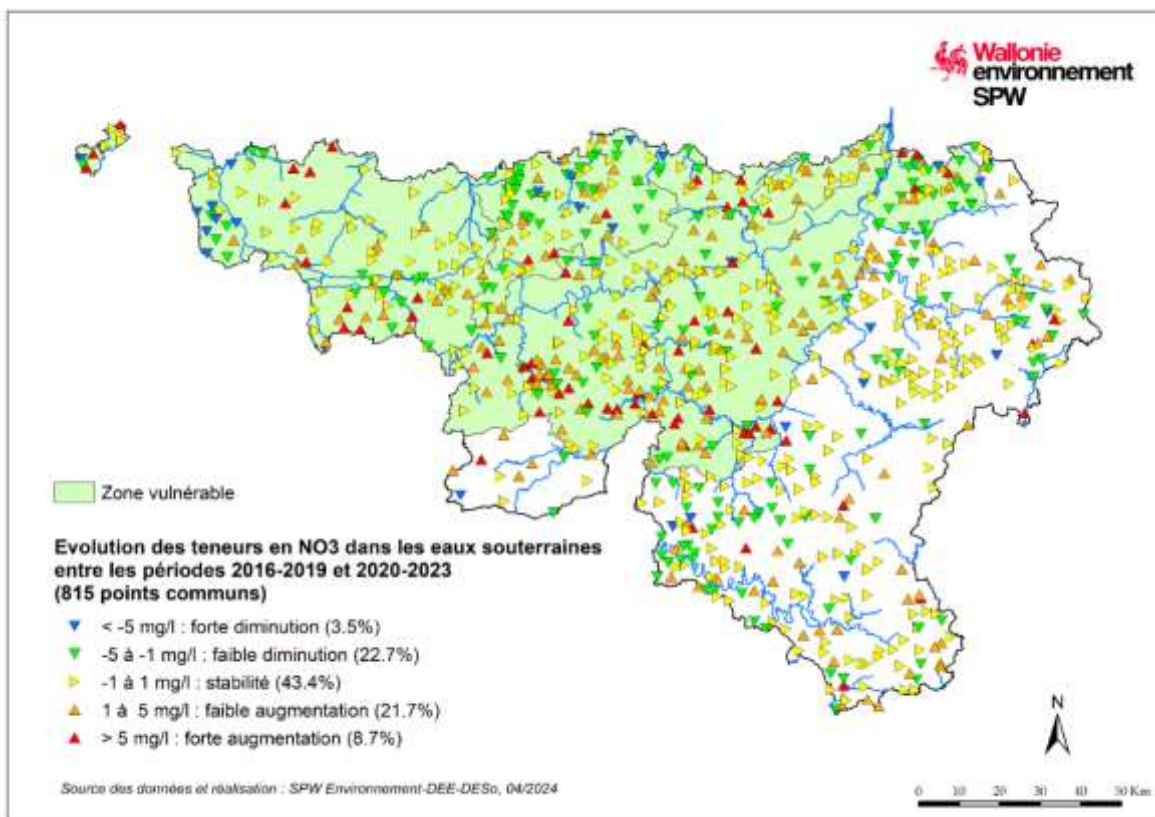 Wallonie
environnement
SPW
Zone vulnérable
Evolution des teneurs en NO3 dans les eaux souterraines
entre les périodes 2016-2019 et 2020-2023
(815 points communs)
< -5 mg/l : forte diminution (3.5%)
-5 à -1 mg/l : faible diminution (22.7%)
-1 à 1 mg/l : stabilité (43.4%)
1 à 5 mg/l : faible augmentation (21.7%)
> 5 mg/l : forte augmentation (8.7%)
N
Source des données et réalisation : SPW Environnement-DEE-DESo, 04/2024
0 10 20 30 40 50 Km